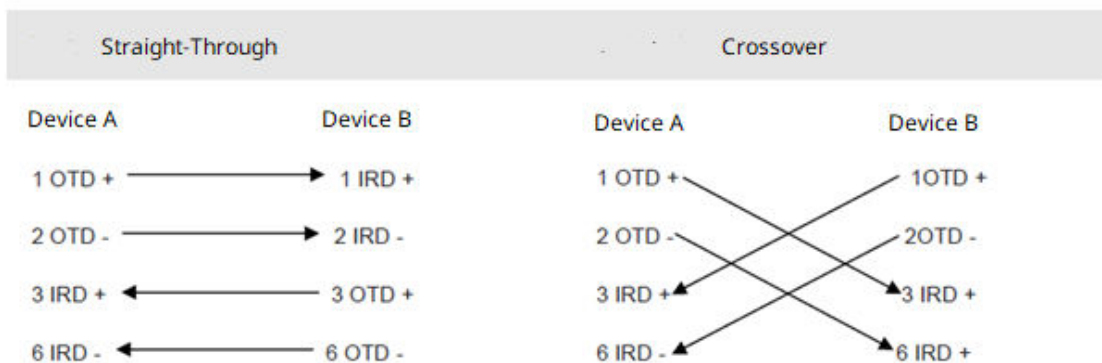 Straight-Through Crossover
Device A Device B Device A Device B
1 OTD + 1 IRD + 1 OTD + 1OTD +
2 OTD - 2 IRD - 2 OTD - 2OTD -
3 IRD + 3 OTD + 3 IRD + 3 IRD +
6 IRD - 6 OTD - 6 IRD - 6 IRD +